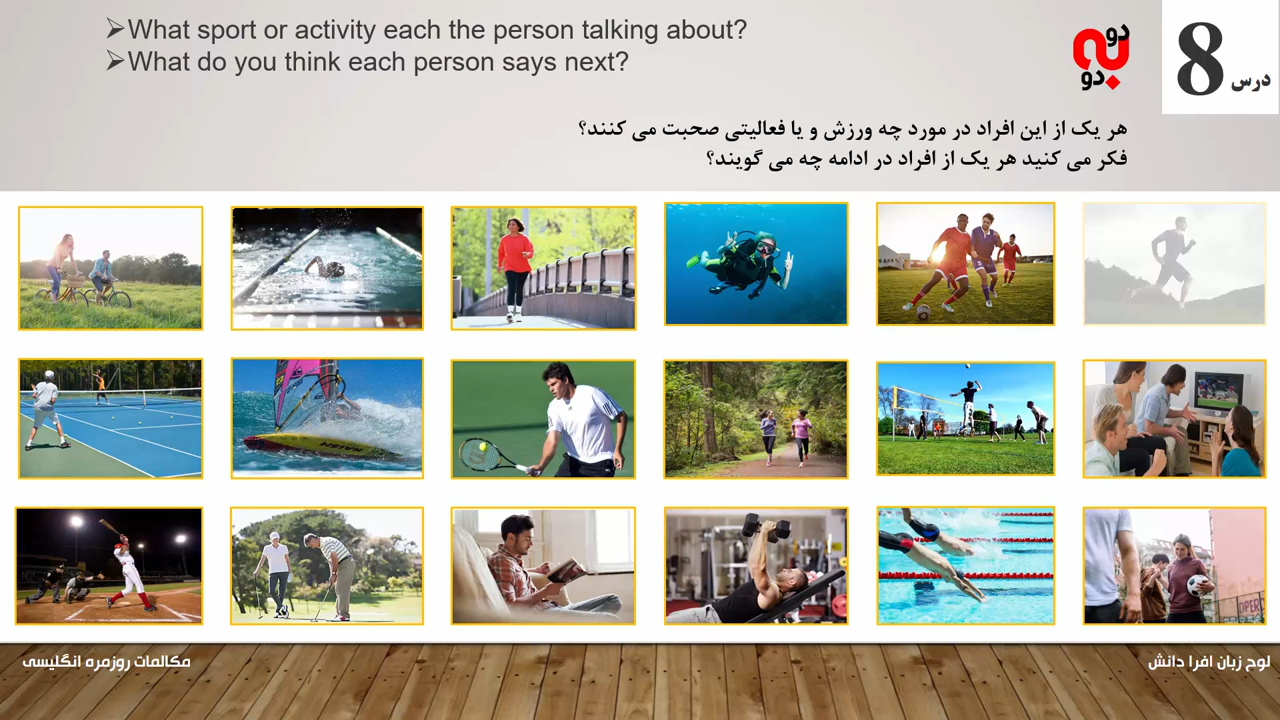 ➢What sport or activity each the person talking about?
➢What do you think each person says next?
دو بدو
درس 8
هر یک از این افراد در مورد چه ورزش و یا فعالیتی صحبت می کنند؟
فکر می کنید هر یک از افراد در ادامه چه می گویند؟
مکالمات روزمره انگلیسی
لوح زبان افرا دانش